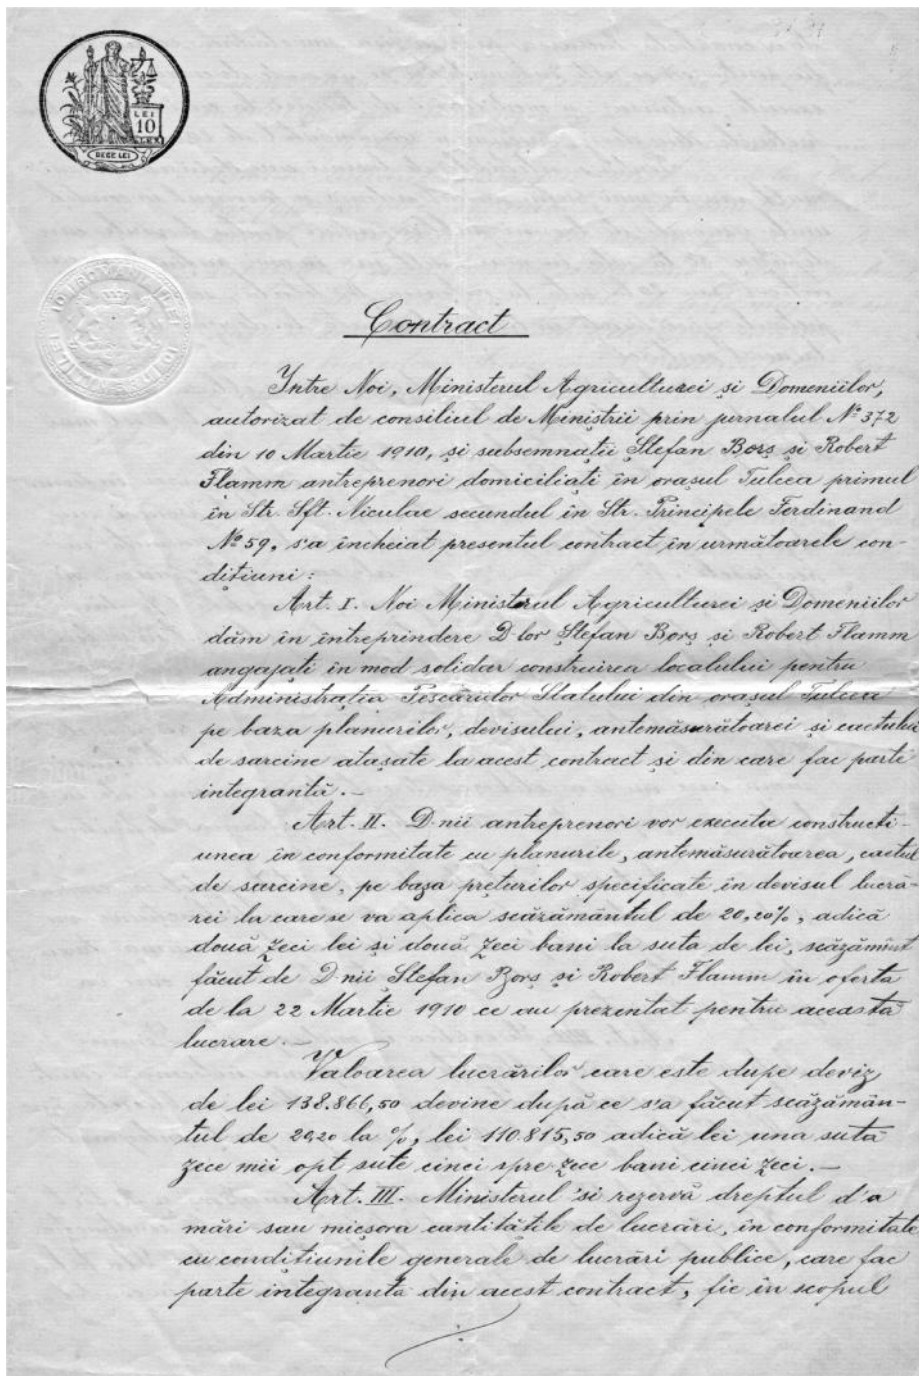 LEI
10
ZECE LEI
Contract
Intre Noi, Ministerul Agriculturei și Domeniilor,
autorizat de consiliul de Miniștrii prin jurnalul No 372
din 10 Martie 1910, și subsemnații Ștefan Borș și Robert
Flamm antreprenori domiciliați în orașul Tulcea primul
în Str. Sft. Niculae secundul în Str. Principele Ferdinand
No 59, s'a încheiat presentul contract în următoarele con-
dițiuni:
Art. I. Noi Ministerul Agriculturei și Domeniilor
dăm în întreprindere D-lor Ștefan Borș și Robert Flamm
angajați în mod solidar construirea localului pentru
Administrația Pescăriilor Statului din orașul Tulcea
pe baza planurilor, devisului, antemăsurătoarei și caetului
de sarcine atașate la acest contract și din care fac parte
integrantă.-
Art. II. D-nii antreprenori vor executa constructi-
unea în conformitate cu planurile, antemăsurătoarea, caetul
de sarcine, pe baza prețurilor specificate în devisul lucră-
rei la care se va aplica scăzământul de 20,20%, adică
două zeci lei și două zeci bani la suta de lei, scăzămînt
făcut de D-nii Ștefan Borș și Robert Flamm în oferta
de la 22 Martie 1910 ce au prezentat pentru această
lucrare.-
Valoarea lucrărilor care este dupe deviz,
de lei 138.866,50 devine după ce s'a făcut scăzămân-
tul de 20,20 la %, lei 110.815,50 adică lei una sută
zece mii opt sute cinci spre zece bani cinci zeci.-
Art. III. Ministerul 'si rezervă dreptul d'a
mări sau micșora cantitățile de lucrări, în conformitate
cu condițiunile generale de lucrări publice, care fac
parte integrantă din acest contract, fie în scopul